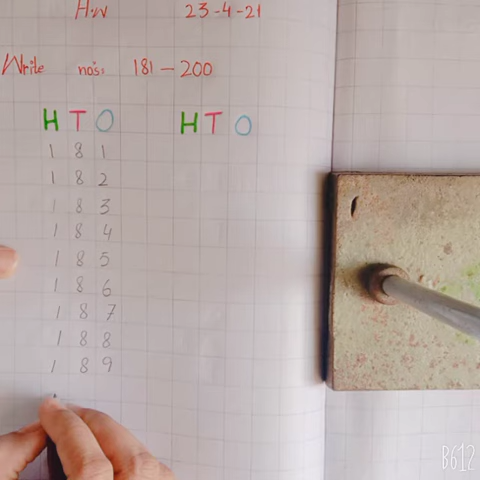 H.W 23-4-21
Write no's: 181 — 200
H T O H T O
1 8 1
1 8 2
1 8 3
1 8 4
1 8 5
1 8 6
1 8 7
1 8 8
1 8 9
B612